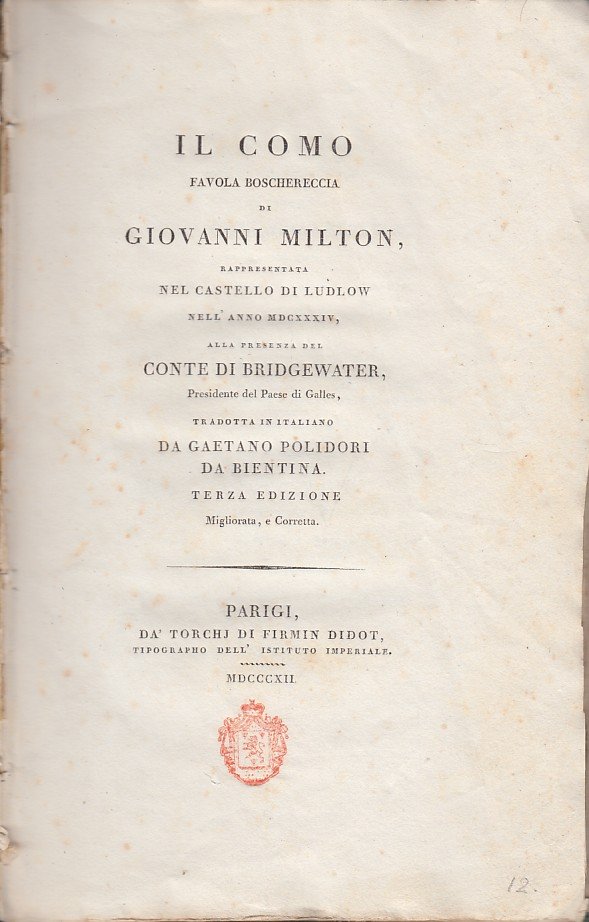 IL COMO
FAVOLA BOSCHERECCIA
DI
GIOVANNI MILTON,
RAPPRESENTATA
NEL CASTELLO DI LUDLOW
NELL'ANNO MDCXXXIV,
ALLA PRESENZA DEL
CONTE DI BRIDGEWATER,
Presidente del Paese di Galles,
TRADOTTA IN ITALIANO
DA GAETANO POLIDORI
DA BIENTINA.
TERZA EDIZIONE
Migliorata, e Corretta.
PARIGI,
DA' TORCHJ DI FIRMIN DIDOT,
TIPOGRAPHO DELL' ISTITUTO IMPERIALE.
MDCCCXII.
12.